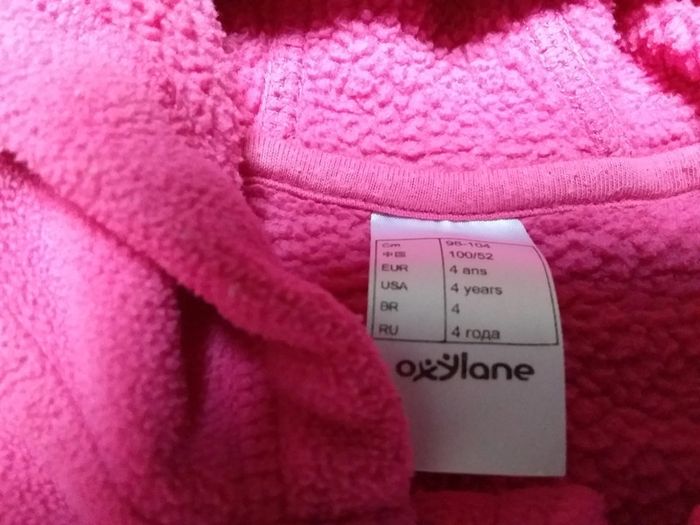 cm 96-104
中国 100/52
EUR 4 ans
USA 4 years
BR 4
RU 4 года
oxylane